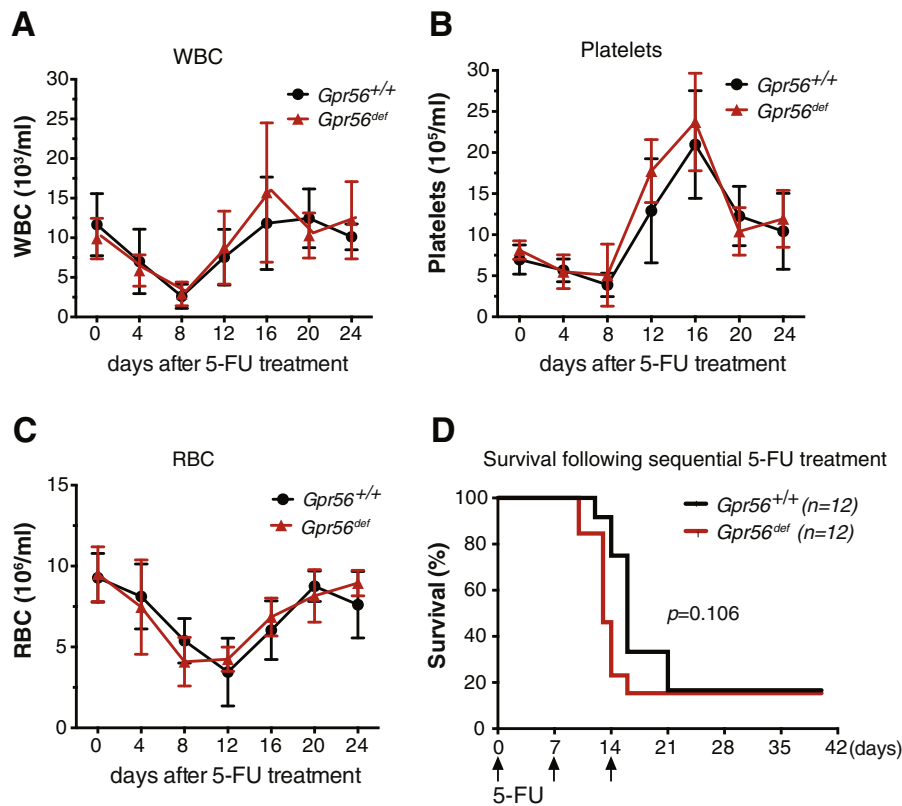 A
WBC
Gpr56+/+
Gpr56def
WBC (10³/ml)
30
25
20
15
10
5
0
0 4 8 12 16 20 24
days after 5-FU treatment
B
Platelets
Gpr56+/+
Gpr56def
Platelets (10⁵/ml)
30
25
20
15
10
5
0
0 4 8 12 16 20 24
days after 5-FU treatment
C
RBC
Gpr56+/+
Gpr56def
RBC (10⁶/ml)
15
10
5
0
0 4 8 12 16 20 24
days after 5-FU treatment
D
Survival following sequential 5-FU treatment
Gpr56+/+ (n=12)
Gpr56def (n=12)
p=0.106
Survival (%)
100
80
60
40
20
0
0 7 14 21 28 35 42 (days)
5-FU